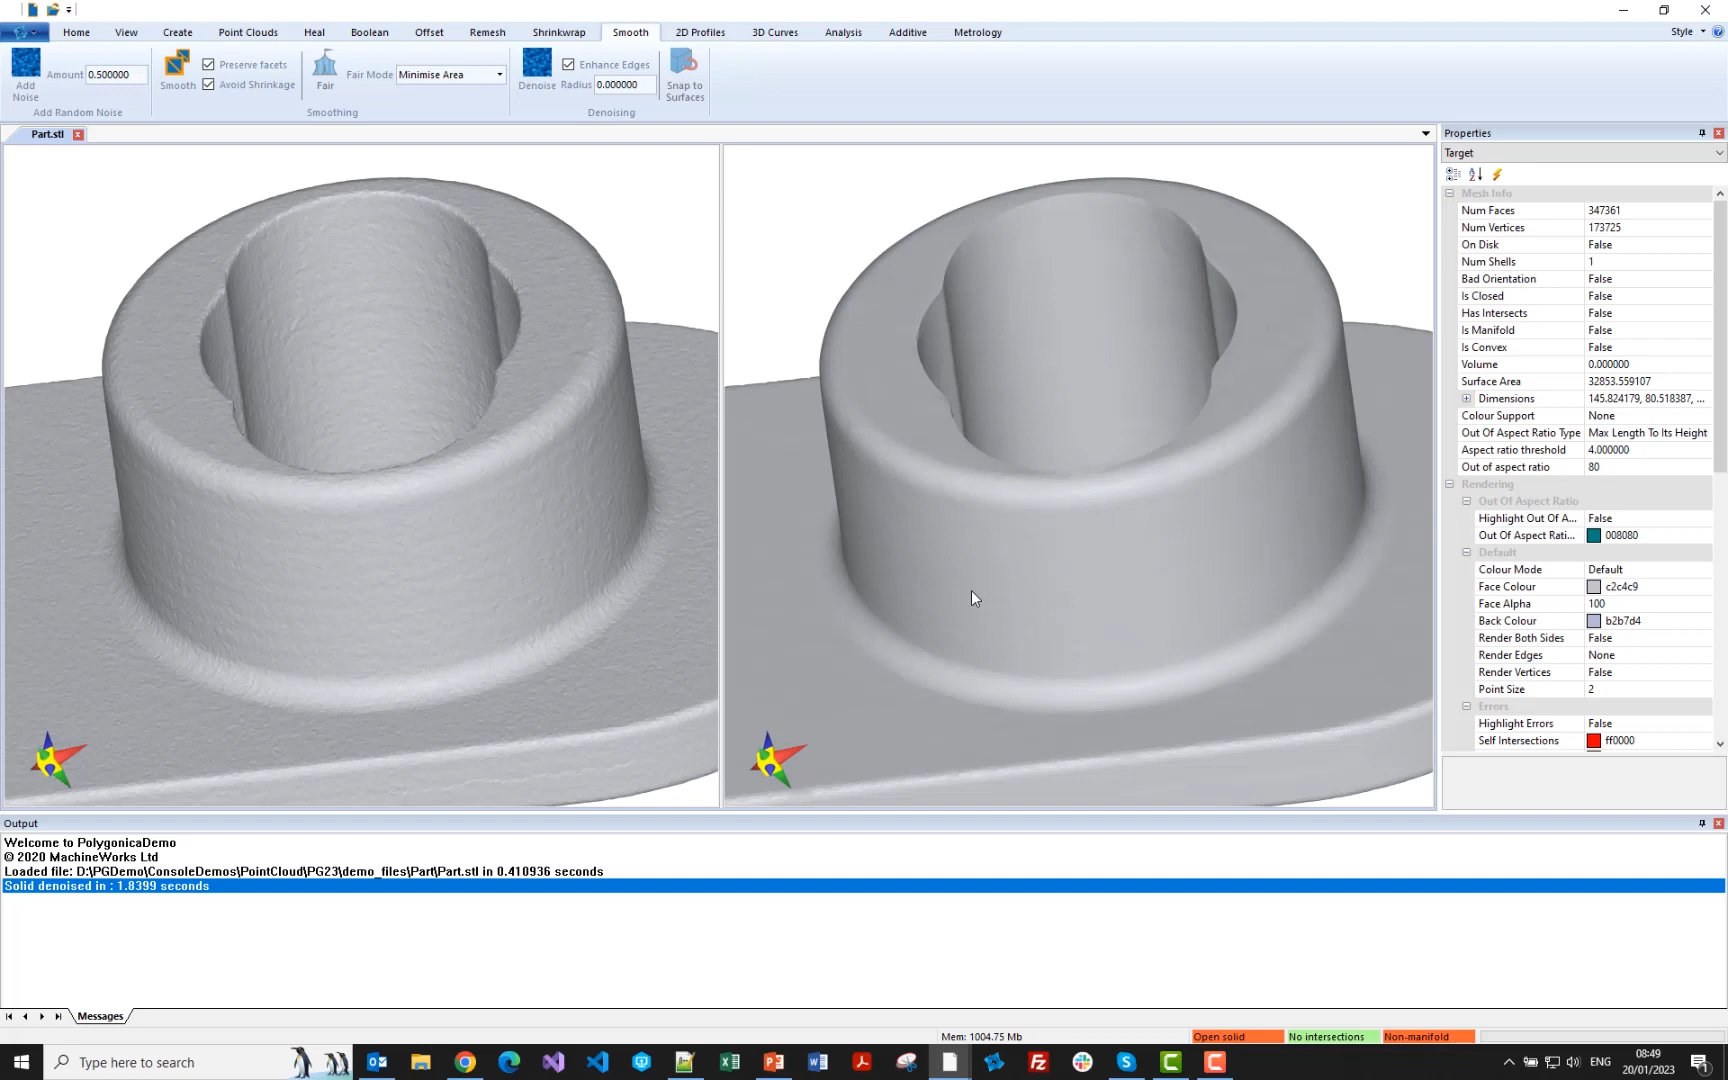 Home View Create Point Clouds Heal Boolean Offset Remesh Shrinkwrap Smooth 2D Profiles 3D Curves Analysis Additive Metrology Style
Add Noise
Amount 0.500000
Smooth
Preserve facets
Avoid Shrinkage
Fair
Fair Mode Minimise Area
Denoise
Enhance Edges
Radius 0.000000
Snap to Surfaces
Add Random Noise Smoothing Denoising
Part.stl
Properties
Target
Mesh Info
Num Faces 347361
Num Vertices 173725
On Disk False
Num Shells 1
Bad Orientation False
Is Closed False
Has Intersects False
Is Manifold False
Is Convex False
Volume 0.000000
Surface Area 32853.559107
Dimensions 145.824179, 80.518387, ...
Colour Support None
Out Of Aspect Ratio Type Max Length To Its Height
Aspect ratio threshold 4.000000
Out of aspect ratio 80
Rendering
Out Of Aspect Ratio
Highlight Out Of A... False
Out Of Aspect Rati... 008080
Default
Colour Mode Default
Face Colour c2c4c9
Face Alpha 100
Back Colour b2b7d4
Render Both Sides False
Render Edges None
Render Vertices False
Point Size 2
Errors
Highlight Errors False
Self Intersections ff0000
Output
Welcome to PolygonicaDemo
© 2020 MachineWorks Ltd
Loaded file: D:\PGDemo\ConsoleDemos\PointCloud\PG23\demo_files\Part\Part.stl in 0.410936 seconds
Solid denoised in : 1.8399 seconds
Messages
Mem: 1004.75 Mb Open solid No intersections Non-manifold
Type here to search
ENG
08:49
20/01/2023